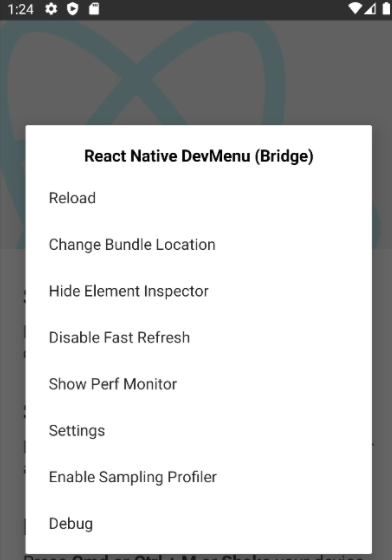 1:24
React Native DevMenu (Bridge)
Reload
Change Bundle Location
Hide Element Inspector
Disable Fast Refresh
Show Perf Monitor
Settings
Enable Sampling Profiler
Debug
Press Cmd or Ctrl + M or Shake your device